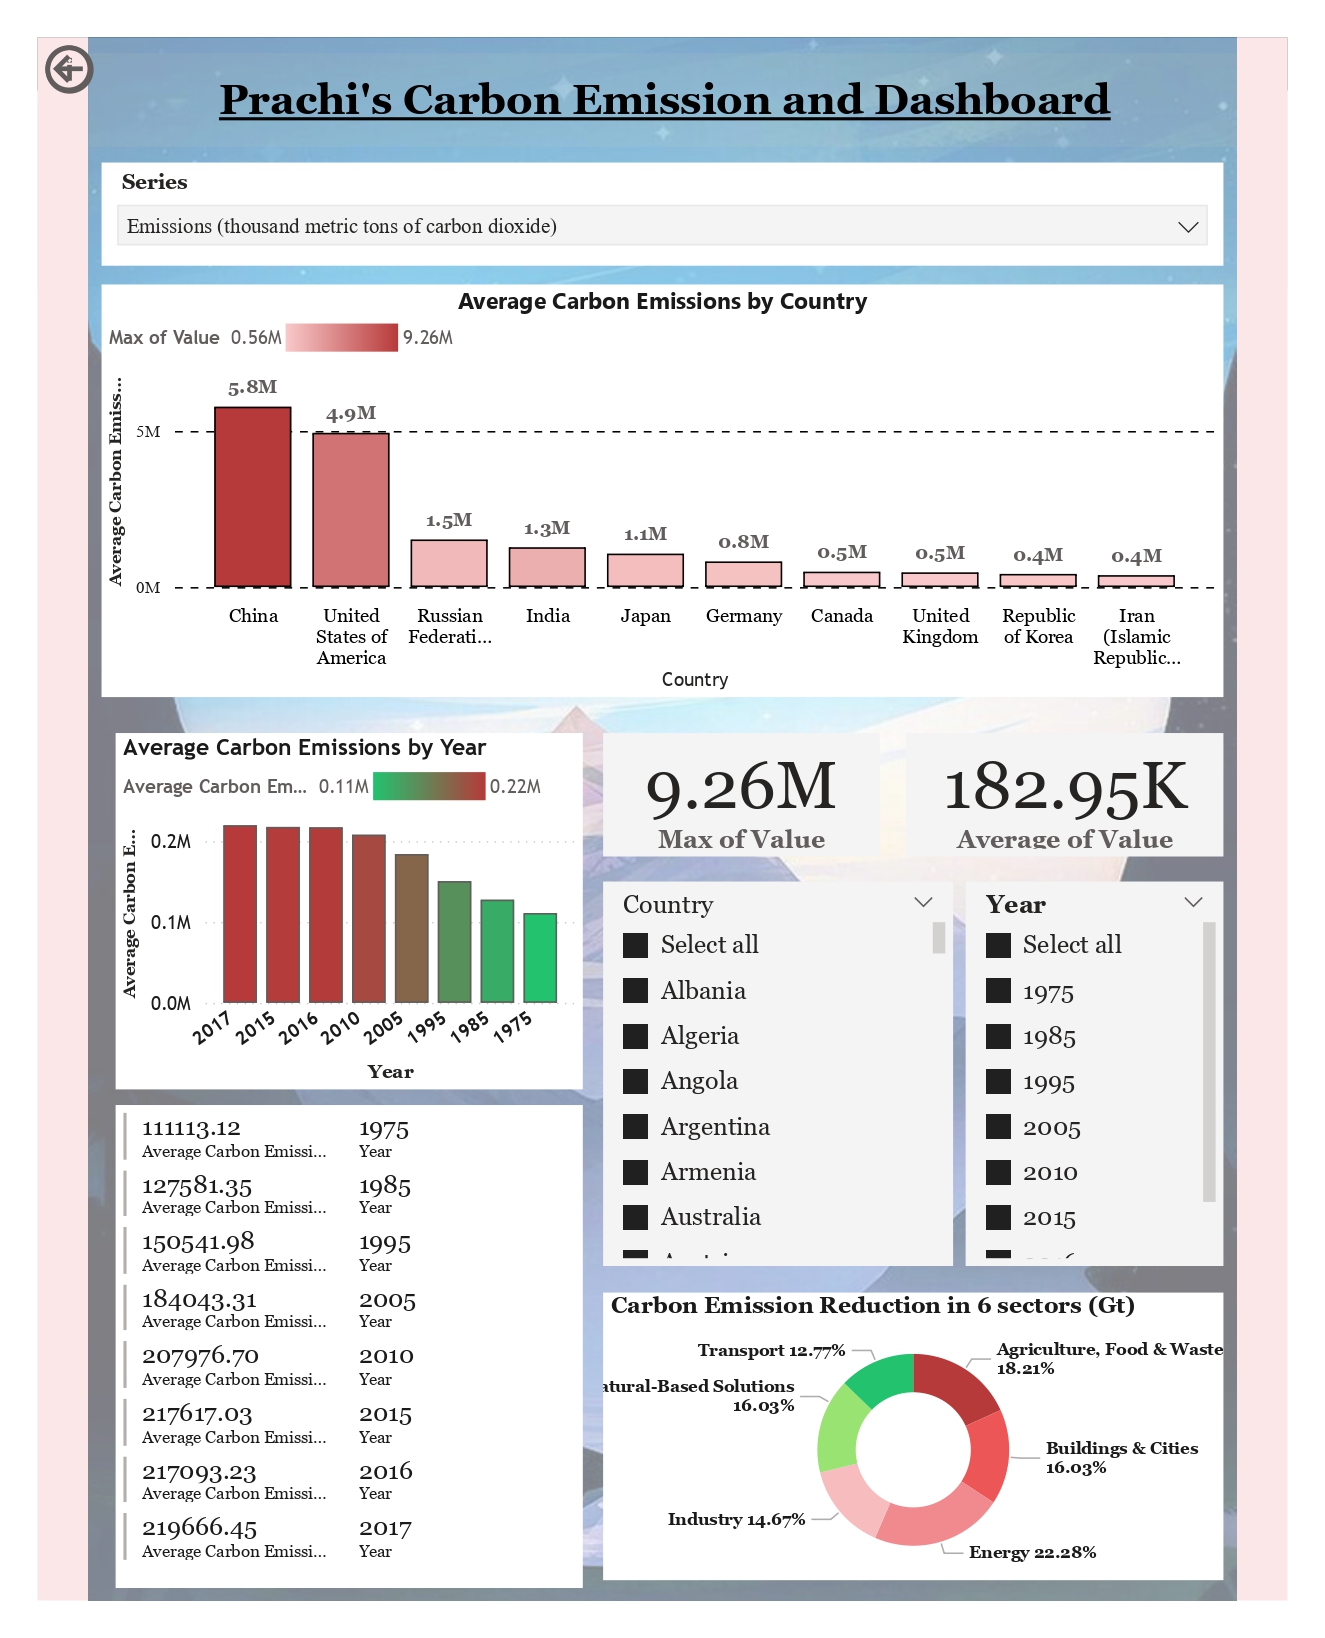 Prachi's Carbon Emission and Dashboard
Series
Emissions (thousand metric tons of carbon dioxide)
Average Carbon Emissions by Country
Max of Value 0.56M 9.26M
Average Carbon Emiss...
5M
0M
5.8M
4.9M
1.5M
1.3M
1.1M
0.8M
0.5M
0.5M
0.4M
0.4M
China
United
States of
America
Russian
Federati...
India
Japan
Germany
Canada
United
Kingdom
Republic
of Korea
Iran
(Islamic
Republic...
Country
Average Carbon Emissions by Year
Average Carbon Em... 0.11M 0.22M
Average Carbon E...
0.2M
0.1M
0.0M
2017
2015
2016
2010
2005
1995
1985
1975
Year
9.26M
Max of Value
182.95K
Average of Value
Country
Select all
Albania
Algeria
Angola
Argentina
Armenia
Australia
Year
Select all
1975
1985
1995
2005
2010
2015
111113.12 1975
Average Carbon Emissi... Year
127581.35 1985
Average Carbon Emissi... Year
150541.98 1995
Average Carbon Emissi... Year
184043.31 2005
Average Carbon Emissi... Year
207976.70 2010
Average Carbon Emissi... Year
217617.03 2015
Average Carbon Emissi... Year
217093.23 2016
Average Carbon Emissi... Year
219666.45 2017
Average Carbon Emissi... Year
Carbon Emission Reduction in 6 sectors (Gt)
Transport 12.77%
Agriculture, Food & Waste
18.21%
atural-Based Solutions
16.03%
Buildings & Cities
16.03%
Industry 14.67%
Energy 22.28%